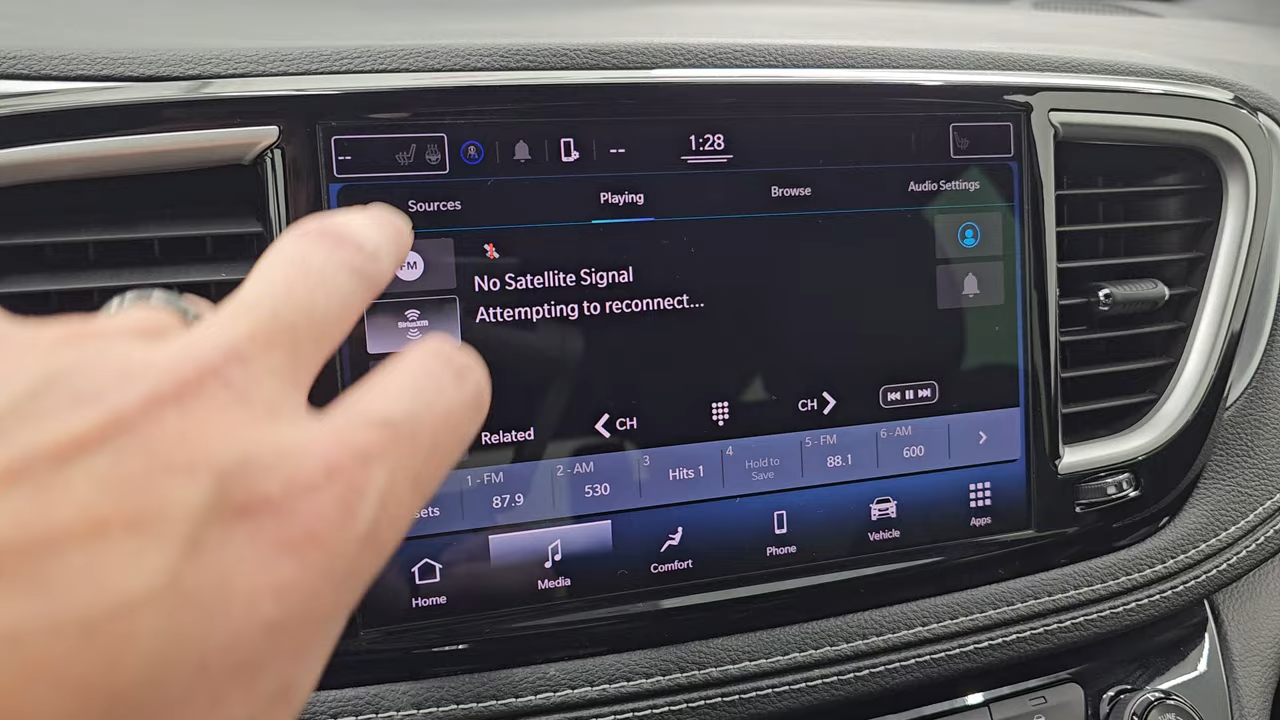 --
--
1:28
Sources
Playing
Browse
Audio Settings
FM
No Satellite Signal
Attempting to reconnect...
SiriusXM
Related
CH
CH
1 - FM
87.9
2 - AM
530
3
Hits 1
4
Hold to
Save
5 - FM
88.1
6 - AM
600
Home
Media
Comfort
Phone
Vehicle
Apps
TUNE